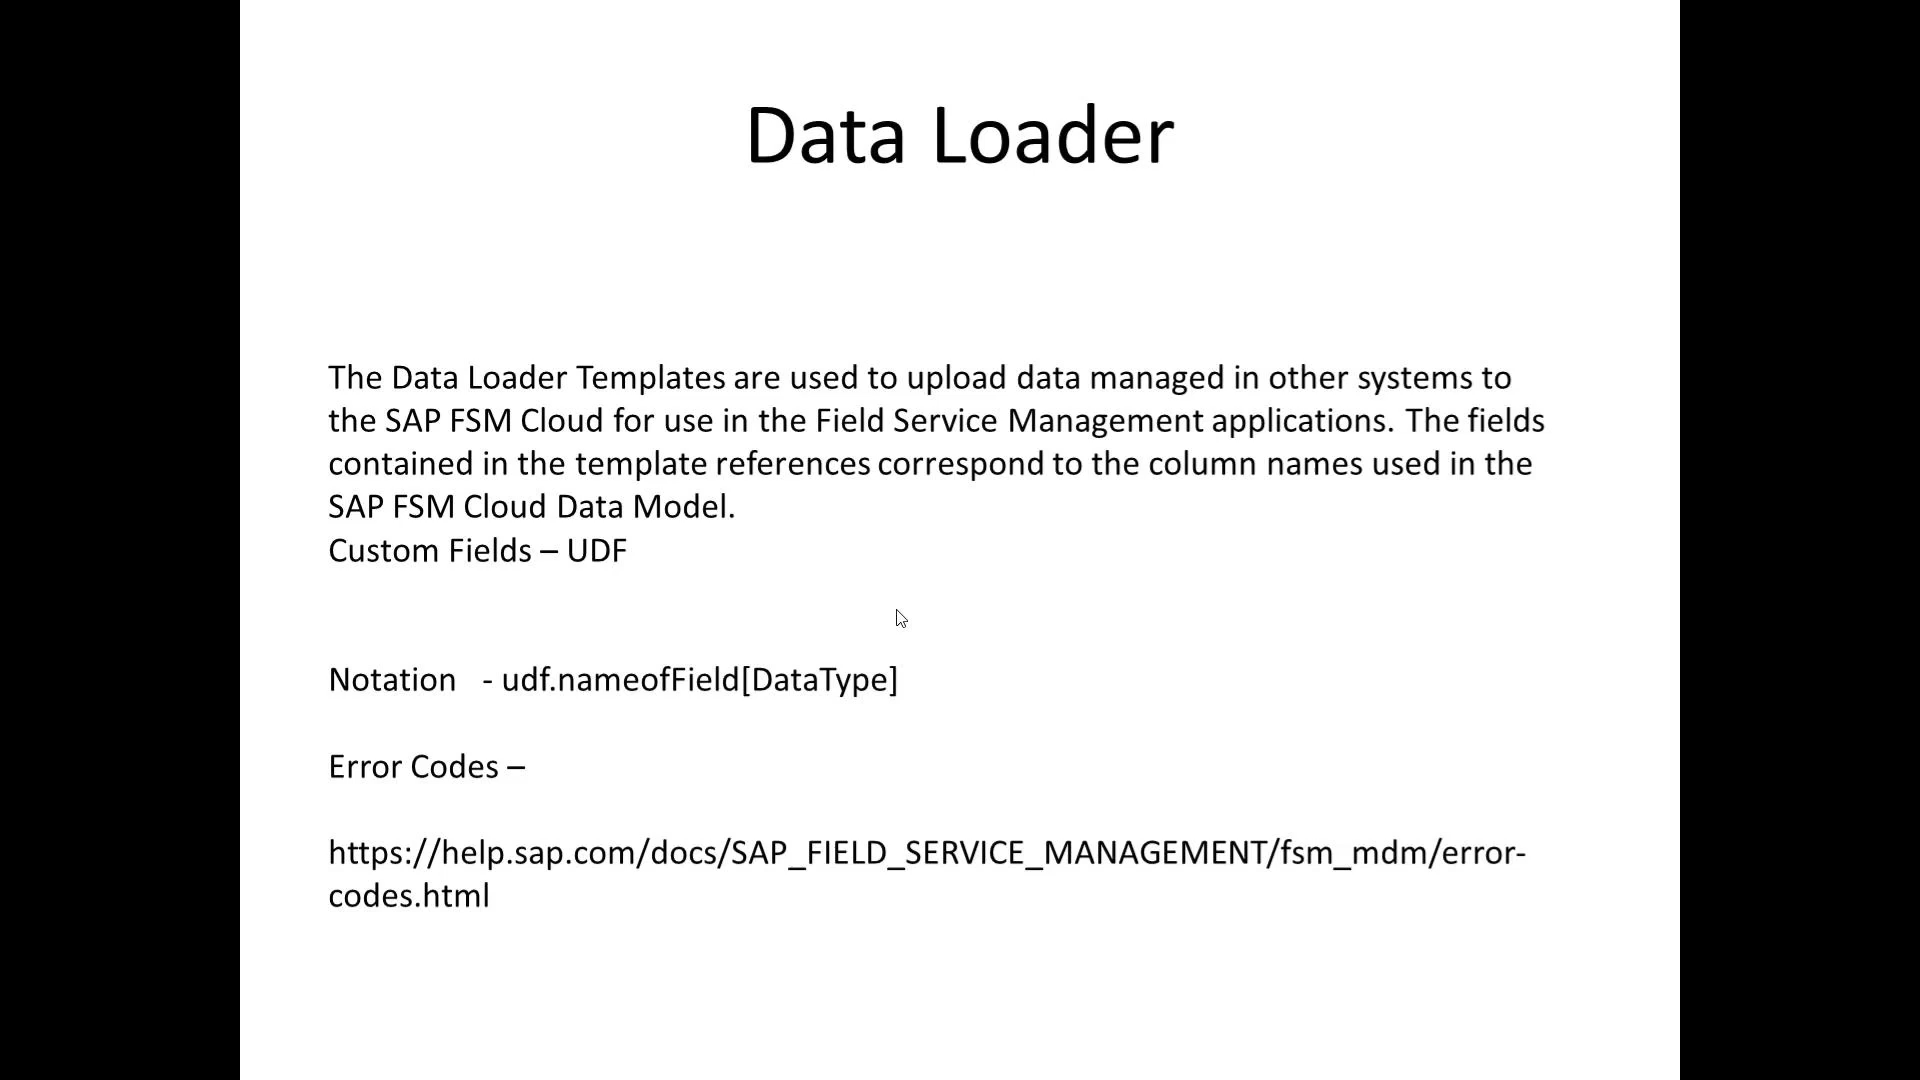 Data Loader
The Data Loader Templates are used to upload data managed in other systems to
the SAP FSM Cloud for use in the Field Service Management applications. The fields
contained in the template references correspond to the column names used in the
SAP FSM Cloud Data Model.
Custom Fields – UDF
Notation   - udf.nameofField[DataType]
Error Codes –
https://help.sap.com/docs/SAP_FIELD_SERVICE_MANAGEMENT/fsm_mdm/error-
codes.html